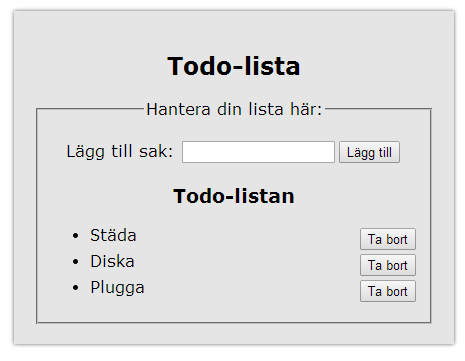 Todo-lista
Hantera din lista här:
Lägg till sak: Lägg till
Todo-listan
Städa Ta bort
Diska Ta bort
Plugga Ta bort